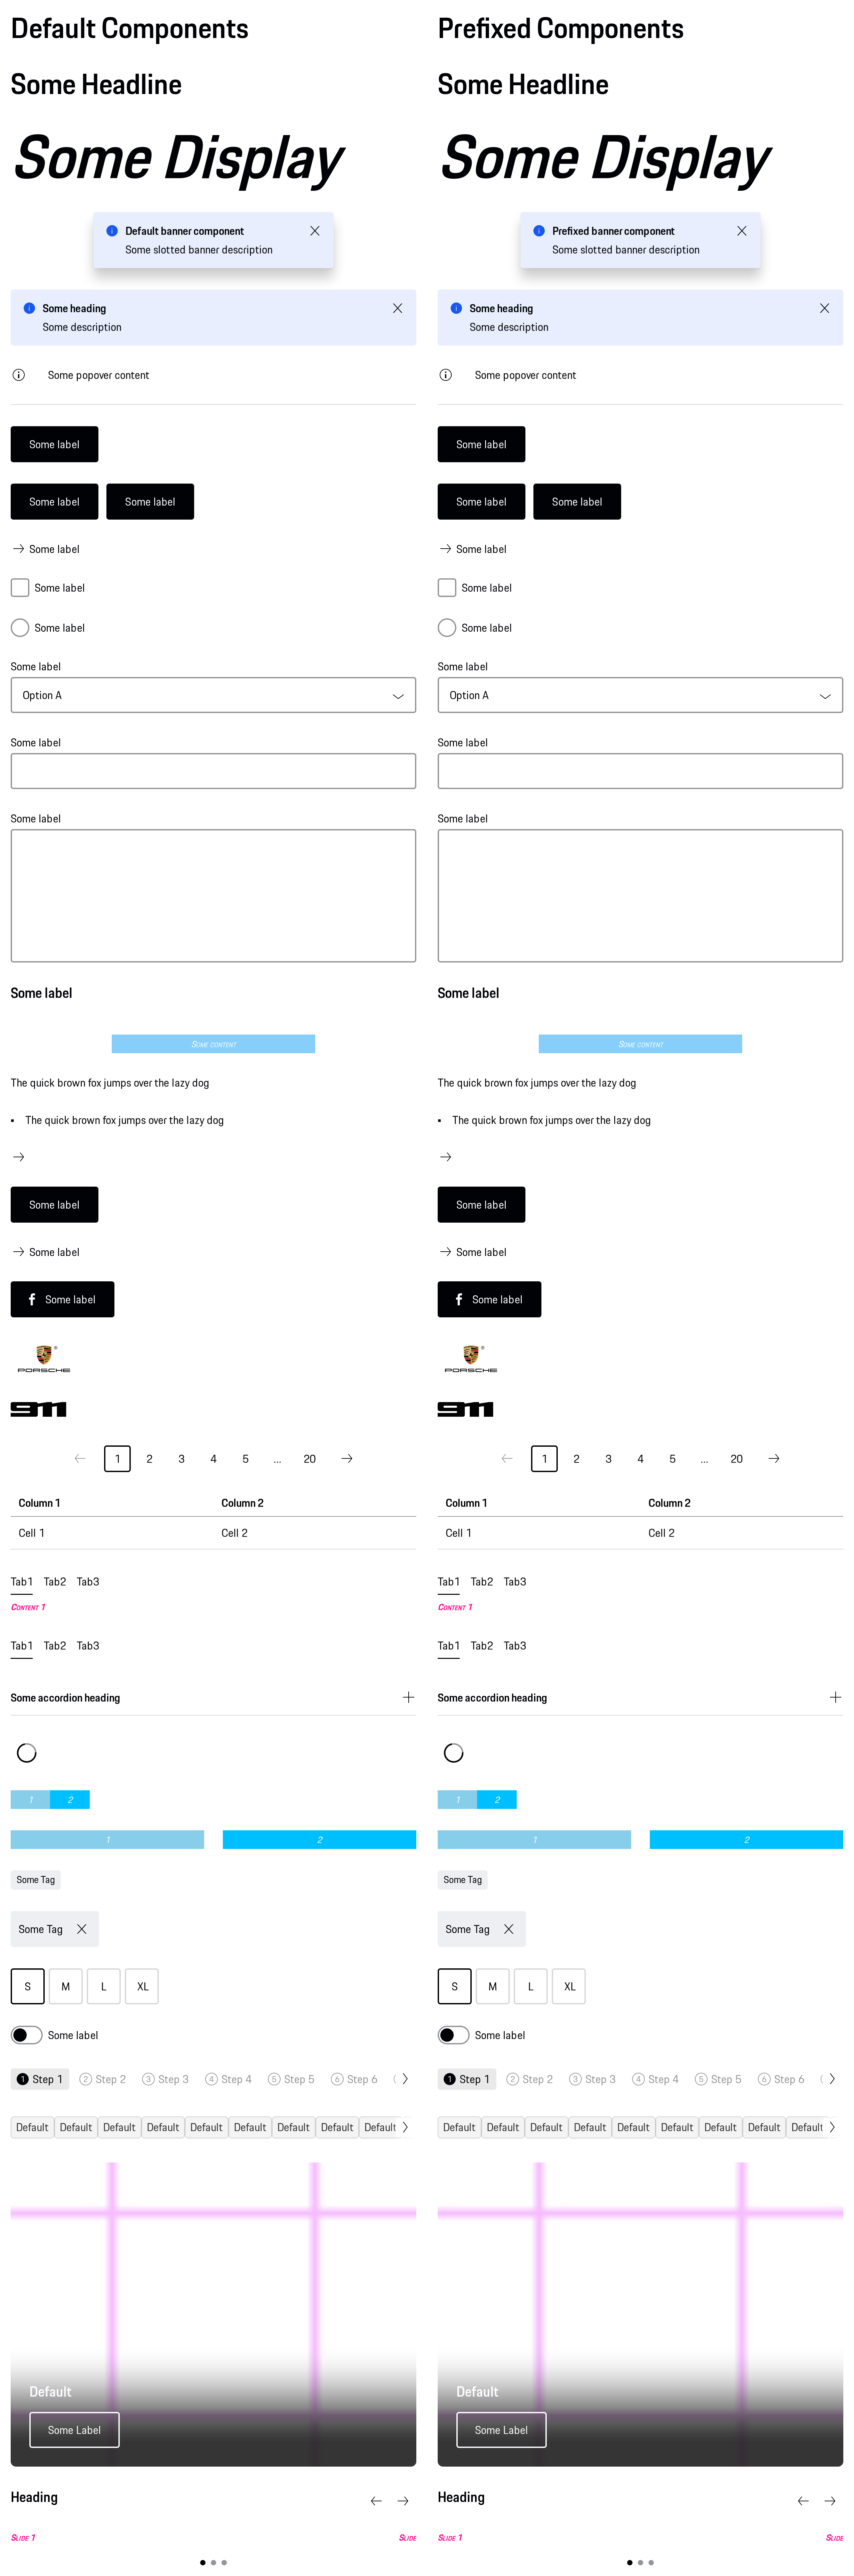 Default Components
Some Headline
Some Display
Default banner component
Some slotted banner description
Some heading
Some description
Some popover content
Some label
Some label Some label
Some label
Some label
Some label
Some label
Option A
Some label
Some label
Some label
Some content
The quick brown fox jumps over the lazy dog
• The quick brown fox jumps over the lazy dog
Some label
Some label
Some label
PORSCHE
911
1 2 3 4 5 ... 20
Column 1 Column 2
Cell 1 Cell 2
Tab1 Tab2 Tab3
Content 1
Tab1 Tab2 Tab3
Some accordion heading
1 2
1 2
Some Tag
Some Tag
S M L XL
Some label
1 Step 1 2 Step 2 3 Step 3 4 Step 4 5 Step 5 6 Step 6
Default Default Default Default Default Default Default Default Default
Default
Some Label
Heading
Slide 1 Slide
Prefixed Components
Some Headline
Some Display
Prefixed banner component
Some slotted banner description
Some heading
Some description
Some popover content
Some label
Some label Some label
Some label
Some label
Some label
Some label
Option A
Some label
Some label
Some label
Some content
The quick brown fox jumps over the lazy dog
• The quick brown fox jumps over the lazy dog
Some label
Some label
Some label
PORSCHE
911
1 2 3 4 5 ... 20
Column 1 Column 2
Cell 1 Cell 2
Tab1 Tab2 Tab3
Content 1
Tab1 Tab2 Tab3
Some accordion heading
1 2
1 2
Some Tag
Some Tag
S M L XL
Some label
1 Step 1 2 Step 2 3 Step 3 4 Step 4 5 Step 5 6 Step 6
Default Default Default Default Default Default Default Default Default
Default
Some Label
Heading
Slide 1 Slide